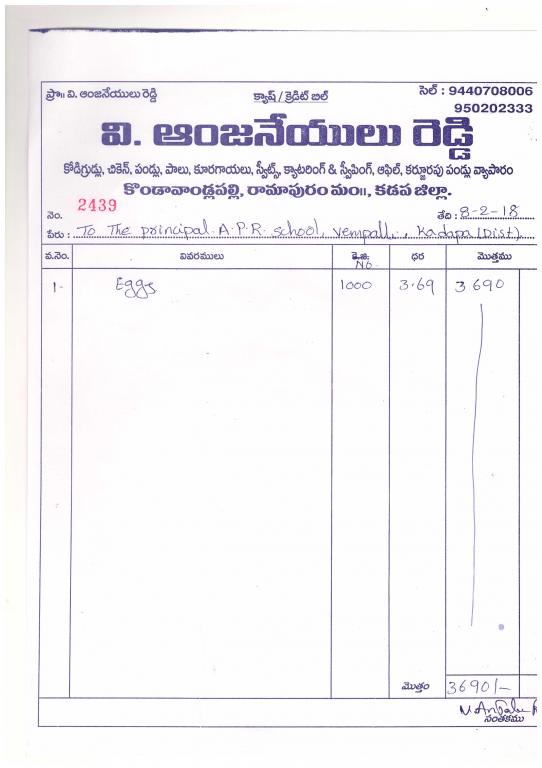 ప్రొ॥ వి. ఆంజనేయులు రెడ్డి క్యాష్ / క్రెడిట్ బిల్ సెల్ : 9440708006
950202333
వి. ఆంజనేయులు రెడ్డి
కోడిగ్రుడ్లు, చికెన్, పండ్లు, పాలు, కూరగాయలు, స్వీట్స్, క్యాటరింగ్ & స్వీపింగ్, ఆఫిల్, కర్జూరపు పండ్లు వ్యాపారం
కొండావాండ్లపల్లి, రామాపురం మం॥, కడప జిల్లా.
నెం. 2439 తేది : 8-2-18
పేరు : To The principal A.P.R. school, Vempalli, Kadapa (Dist)
వ.నెం. వివరములు కె.జి. No ధర మొత్తము
1- Eggs 1000 3.69 3690
మొత్తం 3690/-
సంతకము